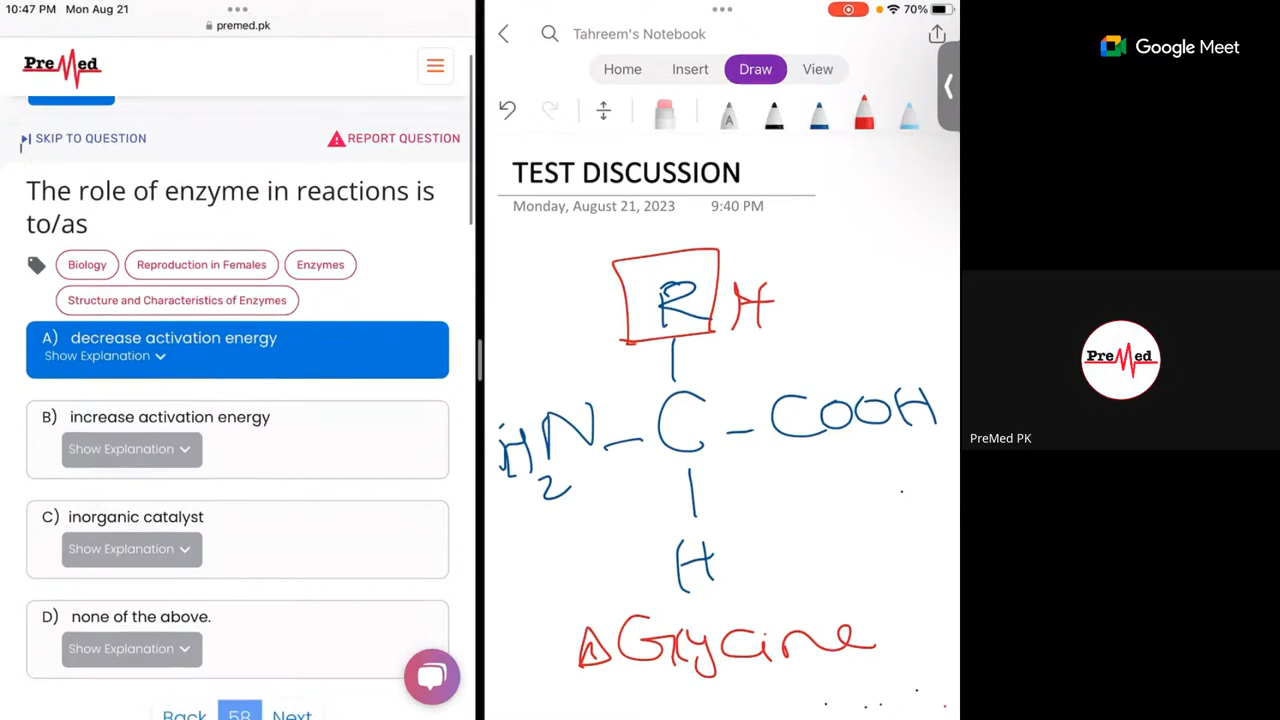 10:47 PM Mon Aug 21
premed.pk
70%
PreMed
SKIP TO QUESTION
REPORT QUESTION
The role of enzyme in reactions is
to/as
Biology
Reproduction in Females
Enzymes
Structure and Characteristics of Enzymes
A) decrease activation energy
Show Explanation
B) increase activation energy
Show Explanation
C) inorganic catalyst
Show Explanation
D) none of the above.
Show Explanation
Back 58 Next
Tahreem's Notebook
Home Insert Draw View
A
TEST DISCUSSION
Monday, August 21, 2023 9:40 PM
R H
H2N - C - COOH
H
Glycine
Google Meet
PreMed
PreMed PK